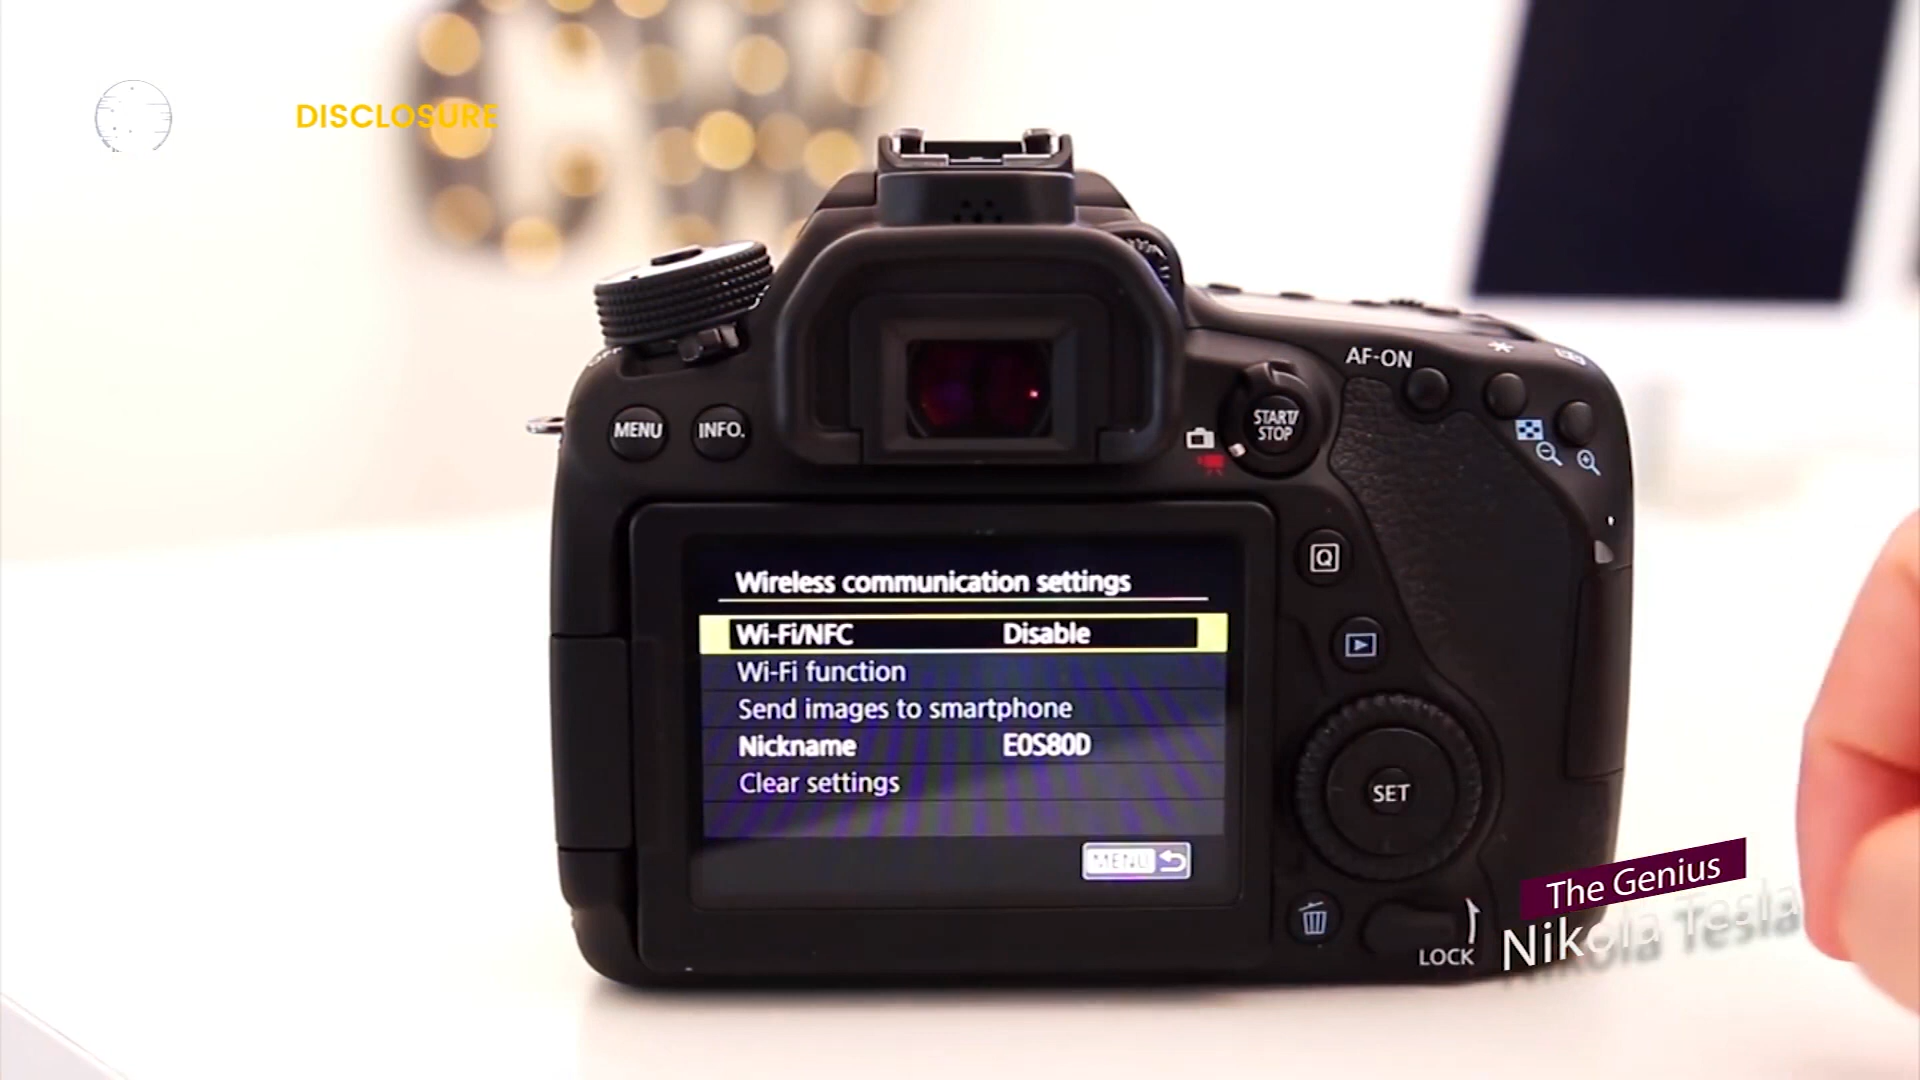 DISCLOSURE
AF-ON
MENU
INFO.
START/
STOP
Q
Wireless communication settings
Wi-Fi/NFC Disable
Wi-Fi function
Send images to smartphone
Nickname EOS80D
Clear settings
MENU
SET
LOCK
The Genius
Nikola Tesla